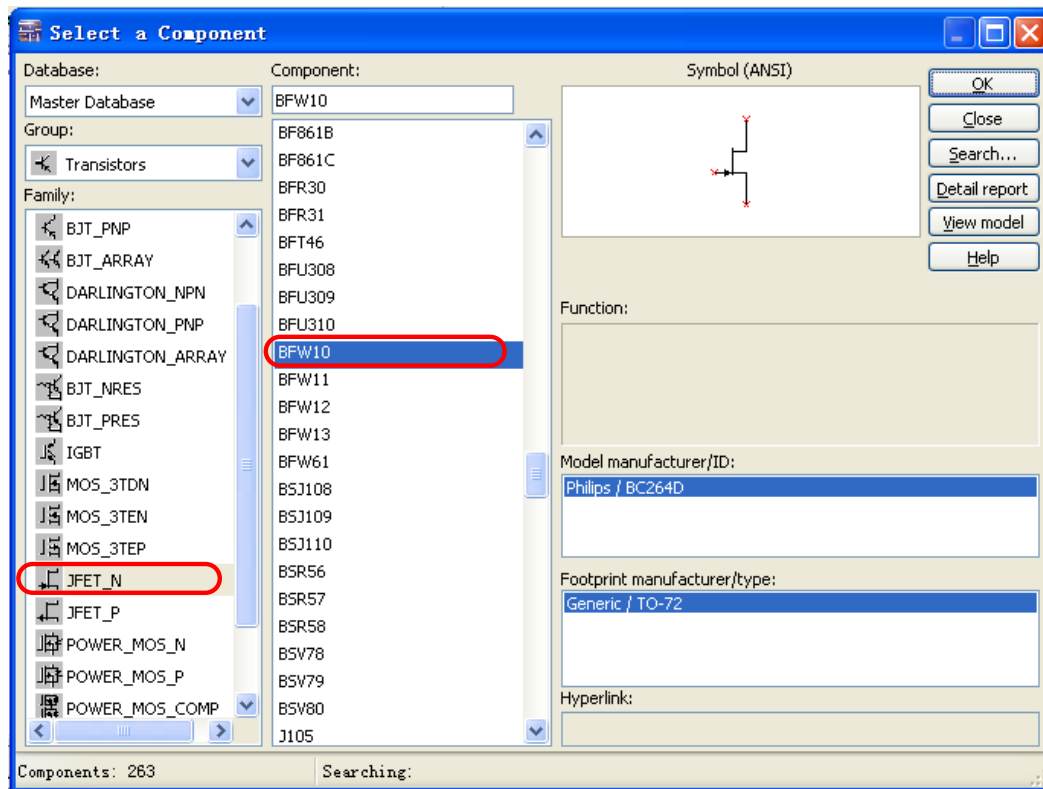 Select a Component
Database:
Master Database
Group:
Transistors
Family:
BJT_PNP
BJT_ARRAY
DARLINGTON_NPN
DARLINGTON_PNP
DARLINGTON_ARRAY
BJT_NRES
BJT_PRES
IGBT
MOS_3TDN
MOS_3TEN
MOS_3TEP
JFET_N
JFET_P
POWER_MOS_N
POWER_MOS_P
POWER_MOS_COMP
Component:
BFW10
BF861B
BF861C
BFR30
BFR31
BFT46
BFU308
BFU309
BFU310
BFW10
BFW11
BFW12
BFW13
BFW61
BSJ108
BSJ109
BSJ110
BSR56
BSR57
BSR58
BSV78
BSV79
BSV80
J105
Symbol (ANSI)
Function:
Model manufacturer/ID:
Philips / BC264D
Footprint manufacturer/type:
Generic / TO-72
Hyperlink:
OK
Close
Search...
Detail report
View model
Help
Components: 263
Searching: